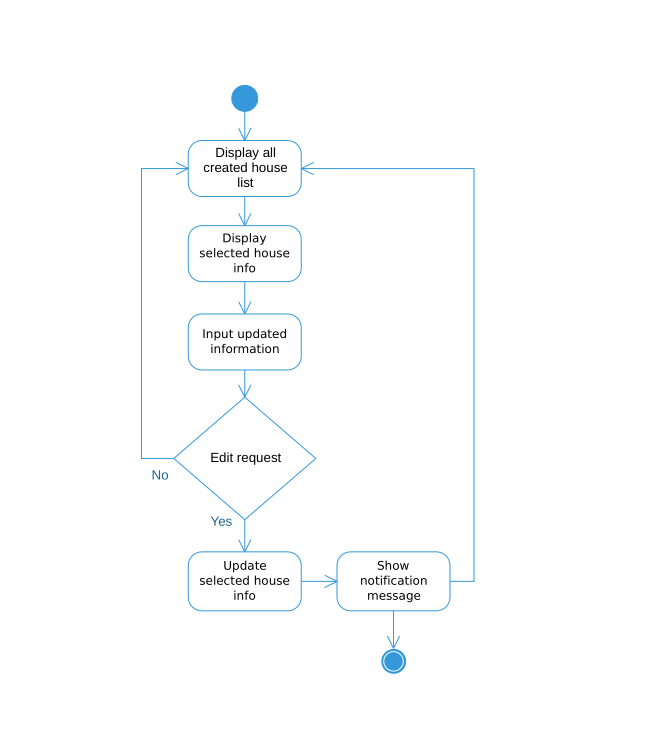 Display all
created house
list
Display
selected house
info
Input updated
information
Edit request
No
Yes
Update
selected house
info
Show
notification
message